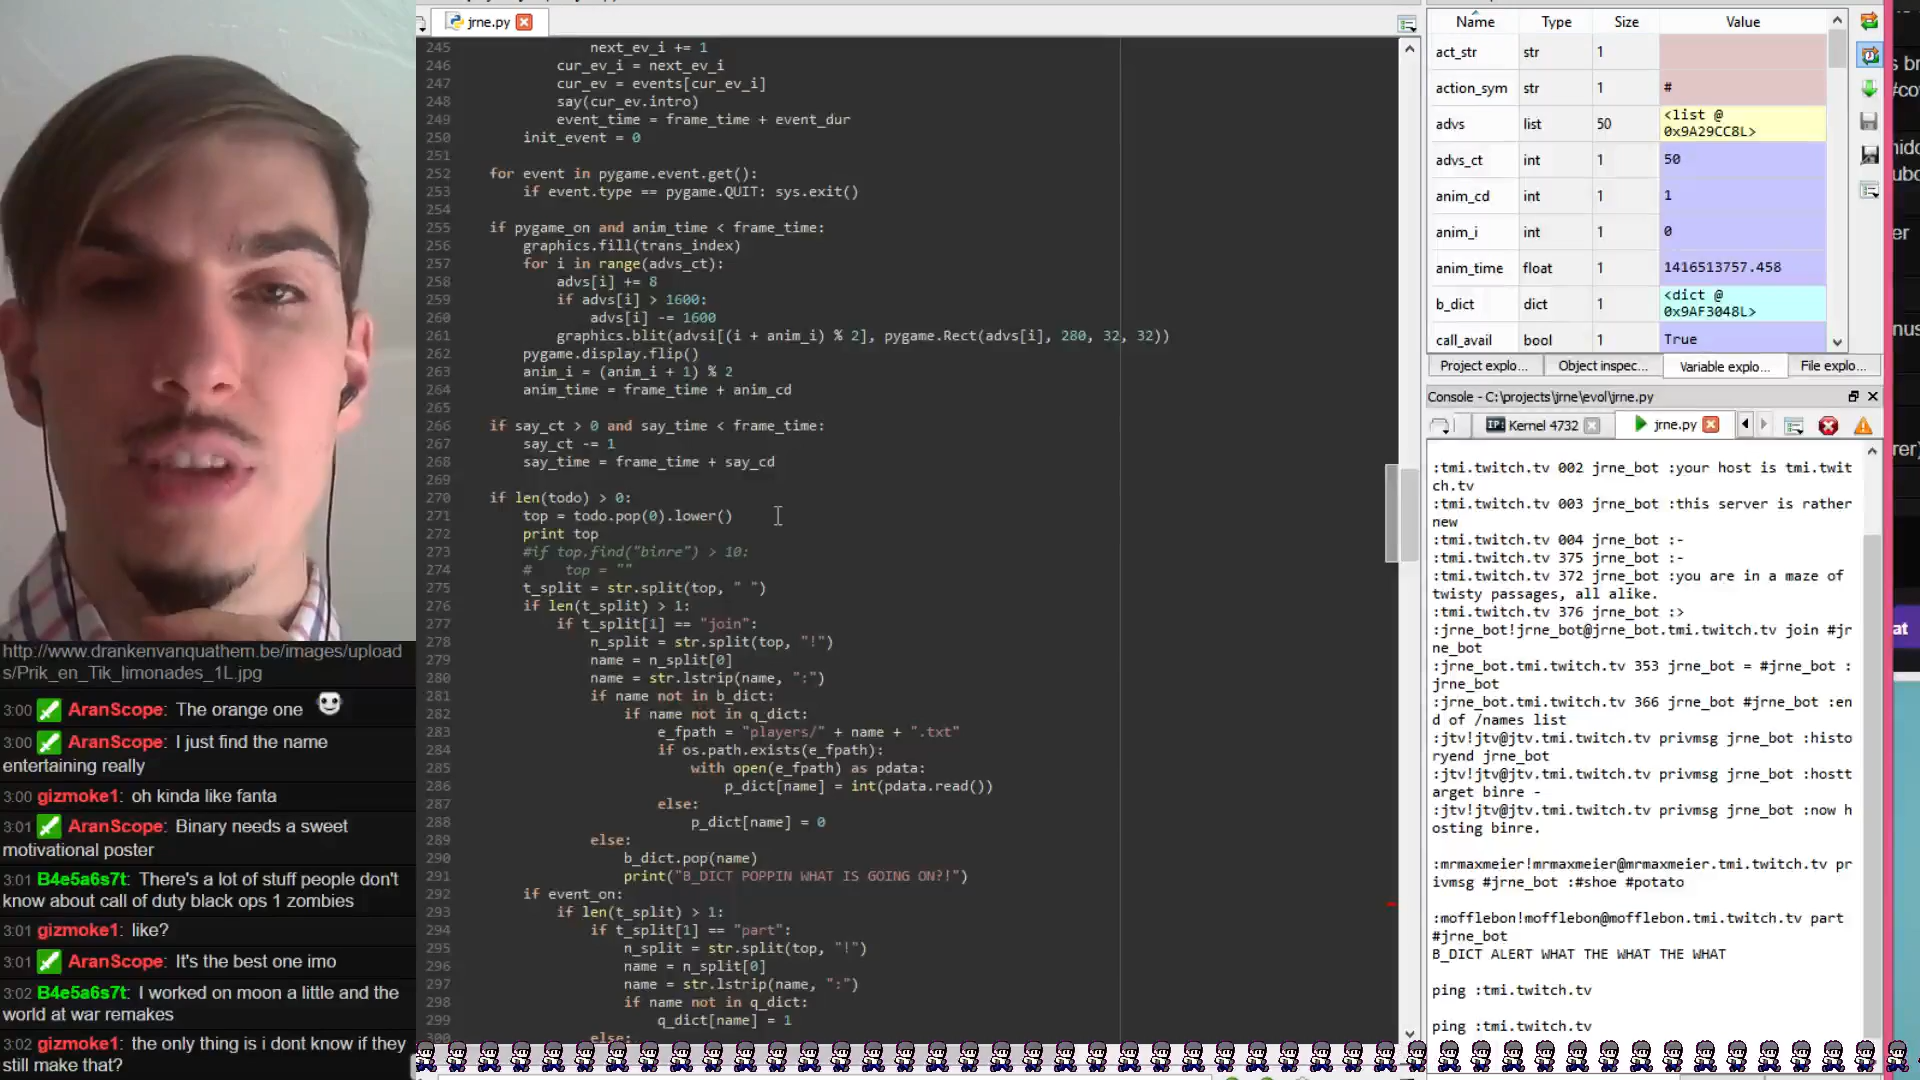 jrne.py
245 next_ev_i += 1
246 cur_ev_i = next_ev_i
247 cur_ev = events[cur_ev_i]
248 say(cur_ev.intro)
249 event_time = frame_time + event_dur
250 init_event = 0
251
252 for event in pygame.event.get():
253 if event.type == pygame.QUIT: sys.exit()
254
255 if pygame_on and anim_time < frame_time:
256 graphics.fill(trans_index)
257 for i in range(advs_ct):
258 advs[i] += 8
259 if advs[i] > 1600:
260 advs[i] -= 1600
261 graphics.blit(advsi[(i + anim_i) % 2], pygame.Rect(advs[i], 280, 32, 32))
262 pygame.display.flip()
263 anim_i = (anim_i + 1) % 2
264 anim_time = frame_time + anim_cd
265
266 if say_ct > 0 and say_time < frame_time:
267 say_ct -= 1
268 say_time = frame_time + say_cd
269
270 if len(todo) > 0:
271 top = todo.pop(0).lower()
272 print top
273 #if top.find("binre") > 10:
274 # top = ""
275 t_split = str.split(top, " ")
276 if len(t_split) > 1:
277 if t_split[1] == "join":
278 n_split = str.split(top, "!")
279 name = n_split[0]
280 name = str.lstrip(name, ":")
281 if name not in b_dict:
282 if name not in q_dict:
283 e_fpath = "players/" + name + ".txt"
284 if os.path.exists(e_fpath):
285 with open(e_fpath) as pdata:
286 p_dict[name] = int(pdata.read())
287 else:
288 p_dict[name] = 0
289 else:
290 b_dict.pop(name)
291 print("B_DICT POPPIN WHAT IS GOING ON?!")
292 if event_on:
293 if len(t_split) > 1:
294 if t_split[1] == "part":
295 n_split = str.split(top, "!")
296 name = n_split[0]
297 name = str.lstrip(name, ":")
298 if name not in q_dict:
299 q_dict[name] = 1
300 else:
Name Type Size Value
act_str str 1
action_sym str 1 #
advs list 50 <list @
0x9A29CC8L>
advs_ct int 1 50
anim_cd int 1 1
anim_i int 1 0
anim_time float 1 1416513757.458
b_dict dict 1 <dict @
0x9AF3048L>
call_avail bool 1 True
Project explo... Object inspec... Variable explo... File explo...
Console - C:\projects\jrne\evol\jrne.py
IP: Kernel 4732 jrne.py
:tmi.twitch.tv 002 jrne_bot :your host is tmi.twit
ch.tv
:tmi.twitch.tv 003 jrne_bot :this server is rather
new
:tmi.twitch.tv 004 jrne_bot :-
:tmi.twitch.tv 375 jrne_bot :-
:tmi.twitch.tv 372 jrne_bot :you are in a maze of
twisty passages, all alike.
:tmi.twitch.tv 376 jrne_bot :>
:jrne_bot!jrne_bot@jrne_bot.tmi.twitch.tv join #jr
ne_bot
:jrne_bot.tmi.twitch.tv 353 jrne_bot = #jrne_bot :
jrne_bot
:jrne_bot.tmi.twitch.tv 366 jrne_bot #jrne_bot :en
d of /names list
:jtv!jtv@jtv.tmi.twitch.tv privmsg jrne_bot :histo
ryend jrne_bot
:jtv!jtv@jtv.tmi.twitch.tv privmsg jrne_bot :hostt
arget binre -
:jtv!jtv@jtv.tmi.twitch.tv privmsg jrne_bot :now h
osting binre.
:mrmaxmeier!mrmaxmeier@mrmaxmeier.tmi.twitch.tv pr
ivmsg #jrne_bot :#shoe #potato
:mofflebon!mofflebon@mofflebon.tmi.twitch.tv part
#jrne_bot
B_DICT ALERT WHAT THE WHAT THE WHAT
ping :tmi.twitch.tv
ping :tmi.twitch.tv
http://www.drankenvanquathem.be/images/upload
s/Prik_en_Tik_limonades_1L.jpg
3:00 AranScope: The orange one
3:00 AranScope: I just find the name
entertaining really
3:00 gizmoke1: oh kinda like fanta
3:01 AranScope: Binary needs a sweet
motivational poster
3:01 B4e5a6s7t: There's a lot of stuff people don't
know about call of duty black ops 1 zombies
3:01 gizmoke1: like?
3:01 AranScope: It's the best one imo
3:02 B4e5a6s7t: I worked on moon a little and the
world at war remakes
3:02 gizmoke1: the only thing is i dont know if they
still make that?